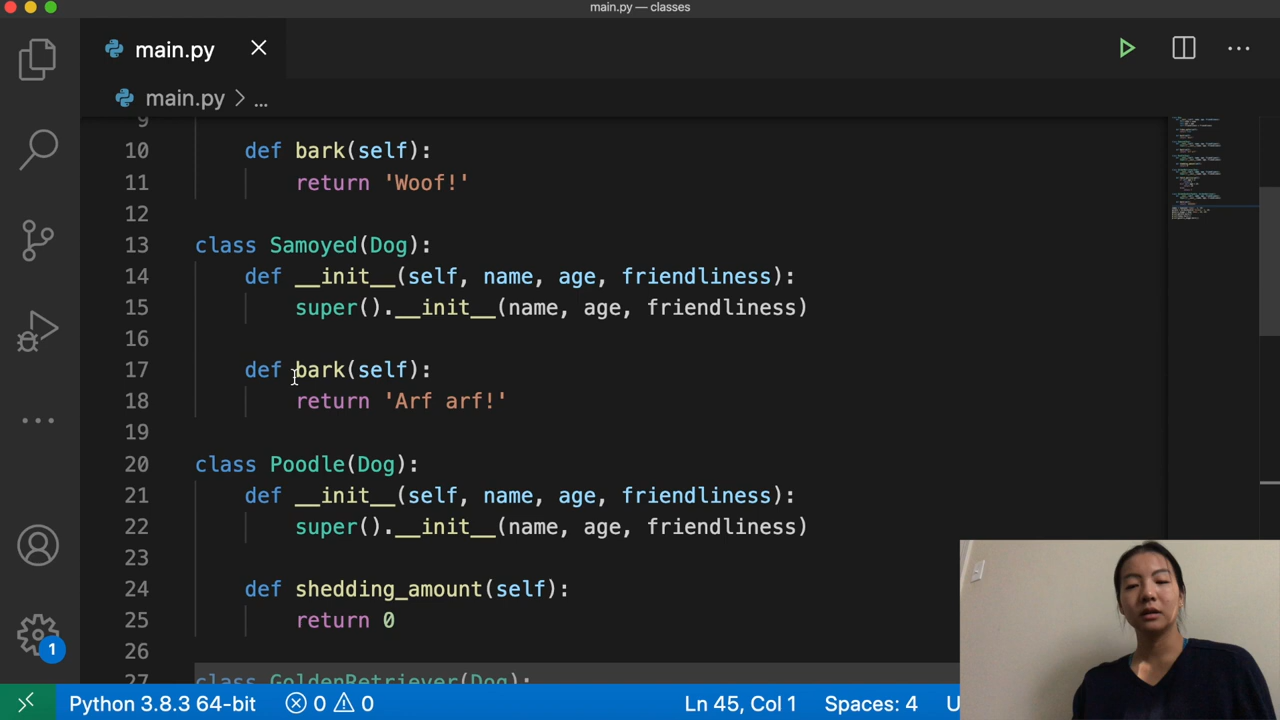 main.py — classes
main.py
main.py > ...
9
10 def bark(self):
11 return 'Woof!'
12
13 class Samoyed(Dog):
14 def __init__(self, name, age, friendliness):
15 super().__init__(name, age, friendliness)
16
17 def bark(self):
18 return 'Arf arf!'
19
20 class Poodle(Dog):
21 def __init__(self, name, age, friendliness):
22 super().__init__(name, age, friendliness)
23
24 def shedding_amount(self):
25 return 0
26
27 class GoldenRetriever(Dog):
1
Python 3.8.3 64-bit 0 0 Ln 45, Col 1 Spaces: 4 U